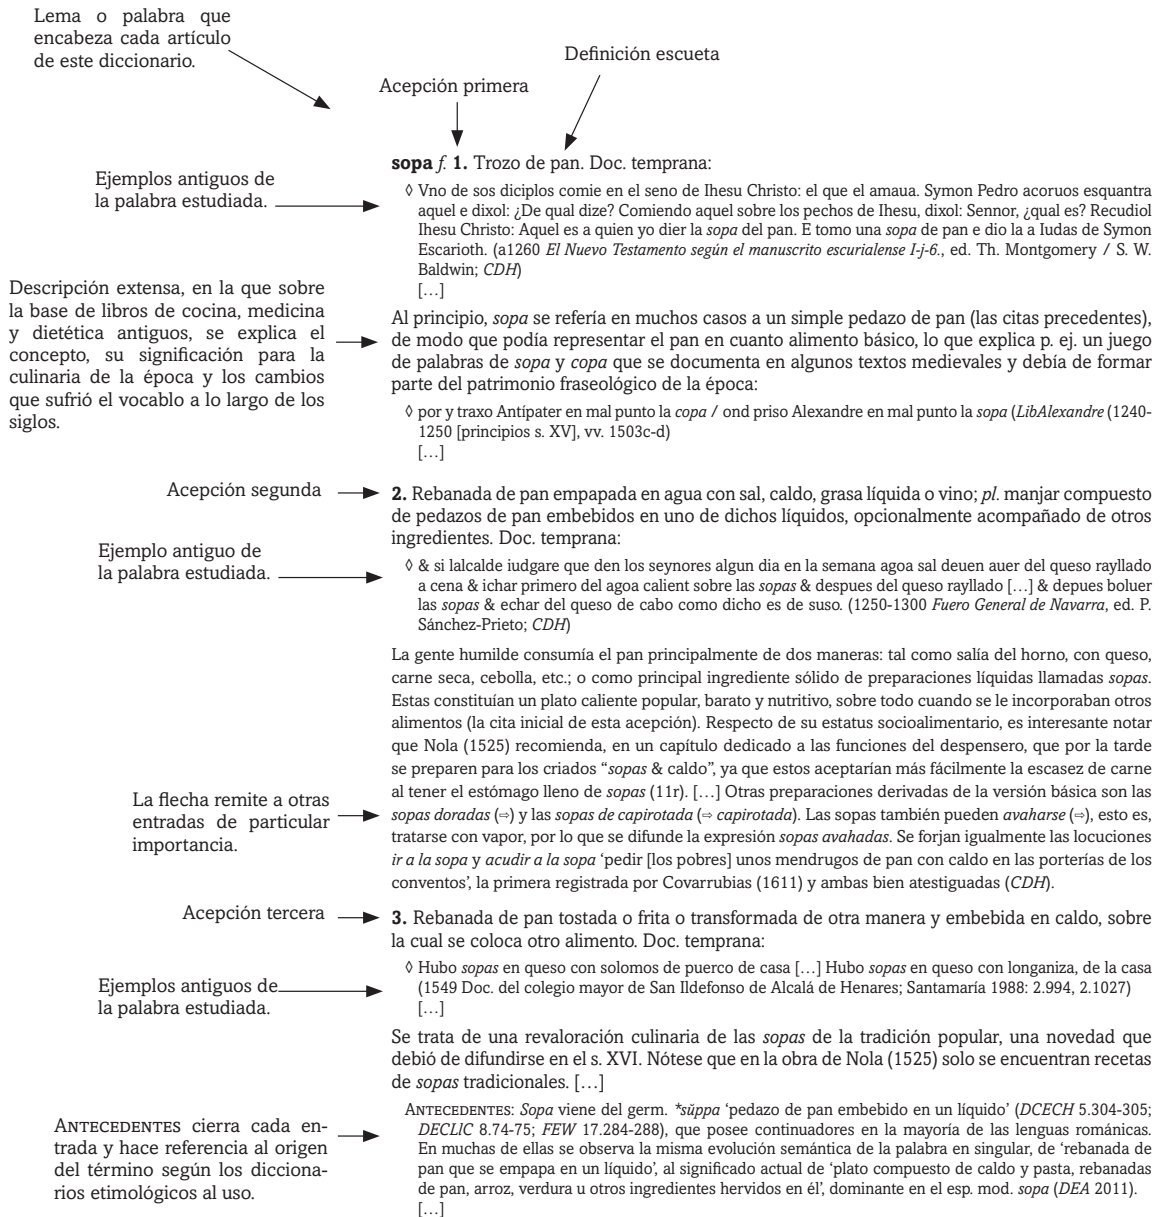 Lema o palabra que
encabeza cada artículo
de este diccionario.
Definición escueta
Acepción primera
sopa f. 1. Trozo de pan. Doc. temprana:
Ejemplos antiguos de
la palabra estudiada.
◊ Vno de sos diciplos comie en el seno de Ihesu Christo: el que el amaua. Symon Pedro acoruos esquantra
aquel e dixol: ¿De qual dize? Comiendo aquel sobre los pechos de Ihesu, dixol: Sennor, ¿qual es? Recudiol
Ihesu Christo: Aquel es a quien yo dier la sopa del pan. E tomo una sopa de pan e dio la a Iudas de Symon
Escarioth. (a1260 El Nuevo Testamento según el manuscrito escurialense I-j-6., ed. Th. Montgomery / S. W.
Baldwin; CDH)
[…]
Descripción extensa, en la que sobre
la base de libros de cocina, medicina
y dietética antiguos, se explica el
concepto, su significación para la
culinaria de la época y los cambios
que sufrió el vocablo a lo largo de los
siglos.
Al principio, sopa se refería en muchos casos a un simple pedazo de pan (las citas precedentes),
de modo que podía representar el pan en cuanto alimento básico, lo que explica p. ej. un juego
de palabras de sopa y copa que se documenta en algunos textos medievales y debía de formar
parte del patrimonio fraseológico de la época:
◊ por y traxo Antípater en mal punto la copa / ond priso Alexandre en mal punto la sopa (LibAlexandre (1240-
1250 [principios s. XV], vv. 1503c-d)
[…]
Acepción segunda
2. Rebanada de pan empapada en agua con sal, caldo, grasa líquida o vino; pl. manjar compuesto
de pedazos de pan embebidos en uno de dichos líquidos, opcionalmente acompañado de otros
ingredientes. Doc. temprana:
Ejemplo antiguo de
la palabra estudiada.
◊ & si lalcalde iudgare que den los seynores algun dia en la semana agoa sal deuen auer del queso rayllado
a cena & ichar primero del agoa calient sobre las sopas & despues del queso rayllado […] & depues boluer
las sopas & echar del queso de cabo como dicho es de suso. (1250-1300 Fuero General de Navarra, ed. P.
Sánchez-Prieto; CDH)
La gente humilde consumía el pan principalmente de dos maneras: tal como salía del horno, con queso,
carne seca, cebolla, etc.; o como principal ingrediente sólido de preparaciones líquidas llamadas sopas.
Estas constituían un plato caliente popular, barato y nutritivo, sobre todo cuando se le incorporaban otros
alimentos (la cita inicial de esta acepción). Respecto de su estatus socioalimentario, es interesante notar
que Nola (1525) recomienda, en un capítulo dedicado a las funciones del despensero, que por la tarde
se preparen para los criados “sopas & caldo”, ya que estos aceptarían más fácilmente la escasez de carne
al tener el estómago lleno de sopas (11r). […] Otras preparaciones derivadas de la versión básica son las
sopas doradas (⇨) y las sopas de capirotada (⇨ capirotada). Las sopas también pueden avaharse (⇨), esto es,
tratarse con vapor, por lo que se difunde la expresión sopas avahadas. Se forjan igualmente las locuciones
ir a la sopa y acudir a la sopa ‘pedir [los pobres] unos mendrugos de pan con caldo en las porterías de los
conventos’, la primera registrada por Covarrubias (1611) y ambas bien atestiguadas (CDH).
La flecha remite a otras
entradas de particular
importancia.
Acepción tercera
3. Rebanada de pan tostada o frita o transformada de otra manera y embebida en caldo, sobre
la cual se coloca otro alimento. Doc. temprana:
Ejemplos antiguos de
la palabra estudiada.
◊ Hubo sopas en queso con solomos de puerco de casa […] Hubo sopas en queso con longaniza, de la casa
(1549 Doc. del colegio mayor de San Ildefonso de Alcalá de Henares; Santamaría 1988: 2.994, 2.1027)
[…]
Se trata de una revaloración culinaria de las sopas de la tradición popular, una novedad que
debió de difundirse en el s. XVI. Nótese que en la obra de Nola (1525) solo se encuentran recetas
de sopas tradicionales. […]
ANTECEDENTES cierra cada en-
trada y hace referencia al origen
del término según los dicciona-
rios etimológicos al uso.
ANTECEDENTES: Sopa viene del germ. *sŭppa ‘pedazo de pan embebido en un líquido’ (DCECH 5.304-305;
DECLlC 8.74-75; FEW 17.284-288), que posee continuadores en la mayoría de las lenguas románicas.
En muchas de ellas se observa la misma evolución semántica de la palabra en singular, de ‘rebanada de
pan que se empapa en un líquido’, al significado actual de ‘plato compuesto de caldo y pasta, rebanadas
de pan, arroz, verdura u otros ingredientes hervidos en él’, dominante en el esp. mod. sopa (DEA 2011).
[…]